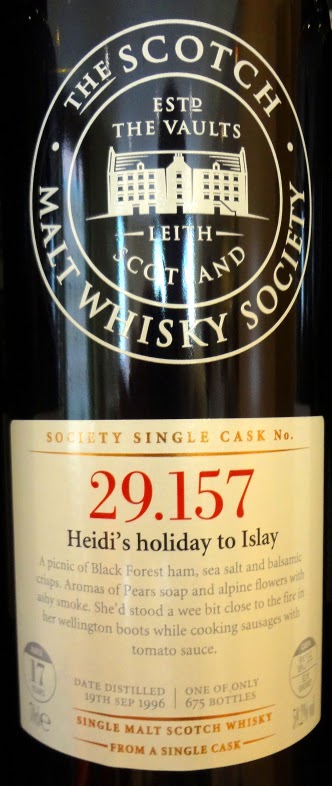 THE SCOTCH
MALT WHISKY SOCIETY
ESTD
THE VAULTS
LEITH
SCOTLAND
SOCIETY SINGLE CASK No.
29.157
Heidi's holiday to Islay
A picnic of Black Forest ham, sea salt and balsamic
crisps. Aromas of Pears soap and alpine flowers with
ashy smoke. She'd stood a wee bit close to the fire in
her wellington boots while cooking sausages with
tomato sauce.
17
YEARS
DATE DISTILLED
19TH SEP 1996
ONE OF ONLY
675 BOTTLES
SINGLE MALT SCOTCH WHISKY
FROM A SINGLE CASK